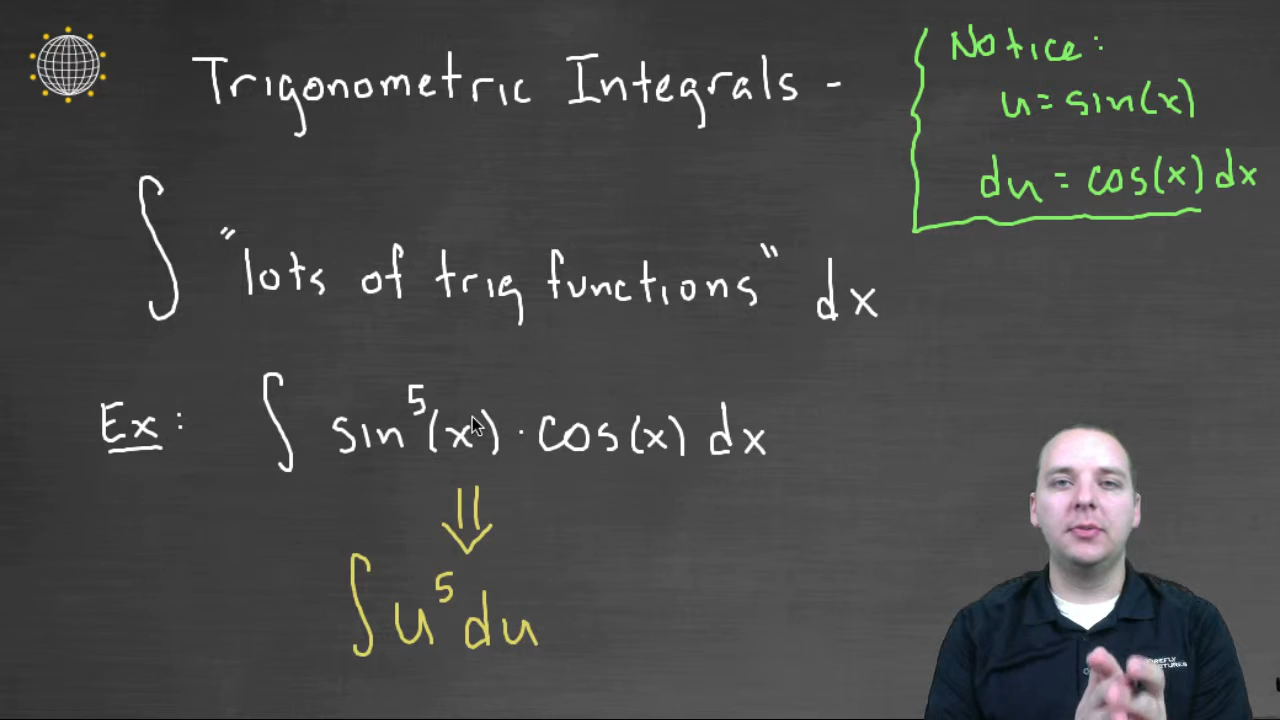 Trigonometric Integrals -
Notice:
u = sin(x)
du = cos(x) dx
∫ "lots of trig functions" dx
Ex: ∫ sin⁵(x) · cos(x) dx
⇓
∫ u⁵ du